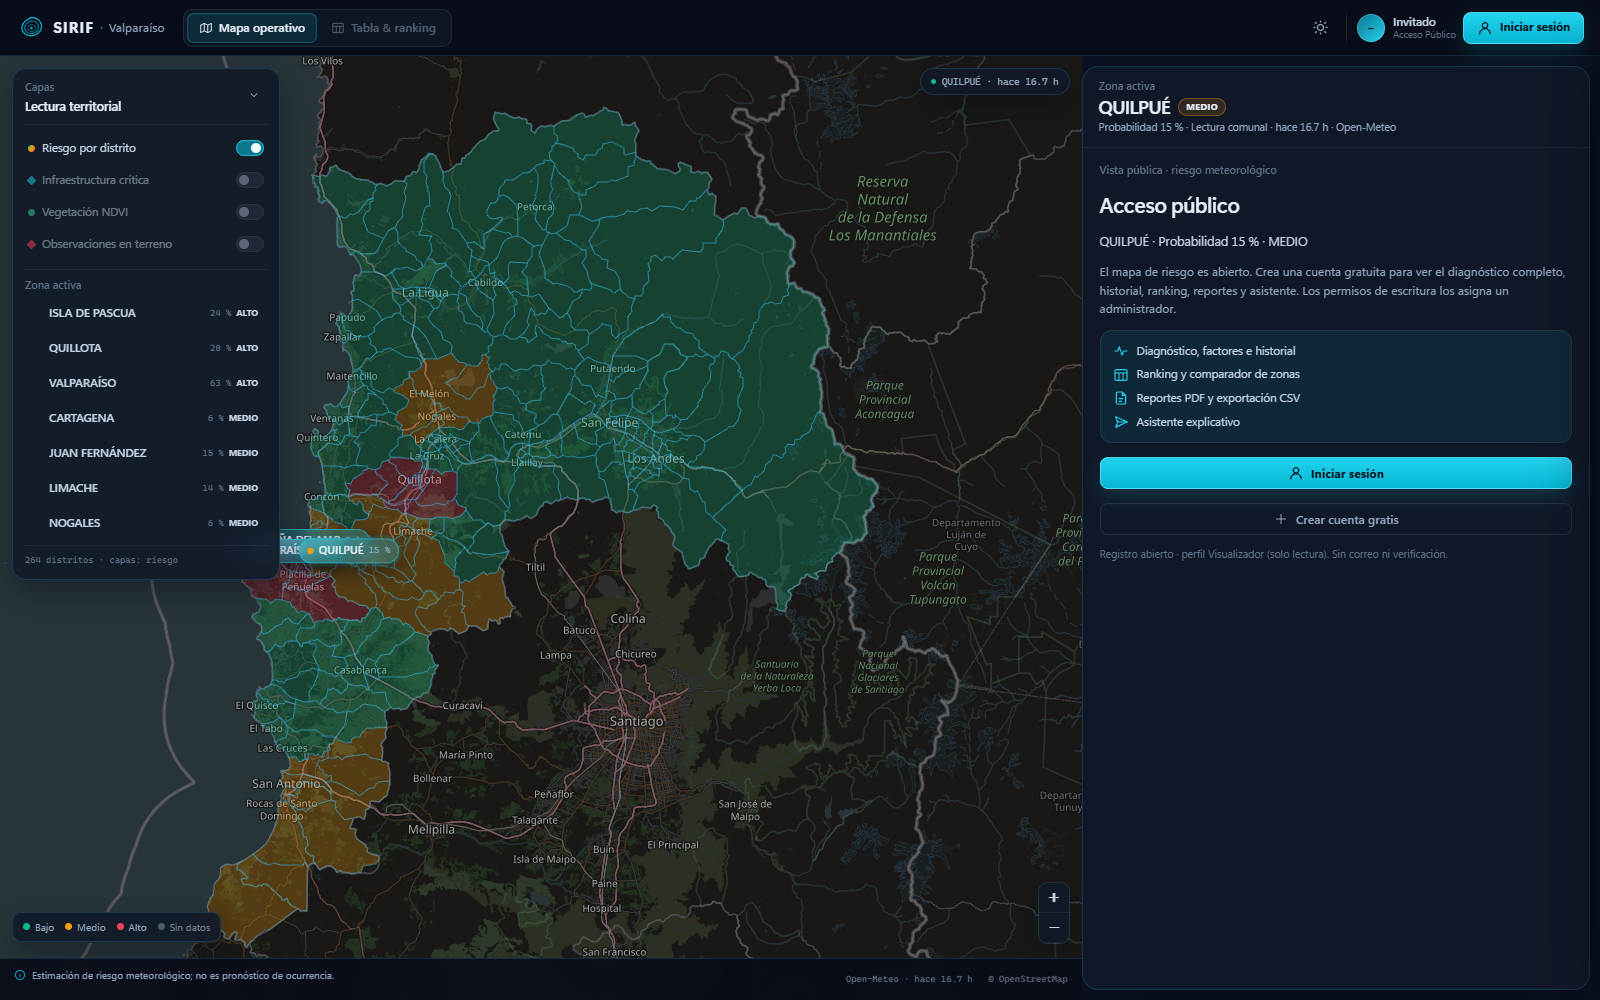 SIRIF · Valparaíso
Mapa operativo
Tabla & ranking
Invitado
Acceso Público
Iniciar sesión
Capas
Lectura territorial
Riesgo por distrito
Infraestructura crítica
Vegetación NDVI
Observaciones en terreno
Zona activa
ISLA DE PASCUA 24 % ALTO
QUILLOTA 20 % ALTO
VALPARAÍSO 63 % ALTO
CARTAGENA 6 % MEDIO
JUAN FERNÁNDEZ 15 % MEDIO
LIMACHE 14 % MEDIO
NOGALES 6 % MEDIO
264 distritos · capas: riesgo
QUILPUÉ · hace 16.7 h
Los Vilos
Petorca
Reserva
Natural
de la Defensa
Los Manantiales
Cabildo
La Ligua
Papudo
Zapallar
Maitencillo
Putaendo
Parque
Provincial
Aconcagua
El Melón
Nogales
Ventanas
Quintero
La Calera
La Cruz
Catemu
San Felipe
Llaillay
Los Andes
Quillota
Concón
Limache
QUILPUÉ 15 %
Placilla de
Peñuelas
Tiltil
Departamento
Luján de
Cuyo
Parque
Provincial
Volcán
Tupungato
Colina
Batuco
Lampa
Chicureo
Santuario
de la Naturaleza
Yerba Loca
Parque
Nacional
Glaciares
de Santiago
Casablanca
El Quisco
El Tabo
Las Cruces
Curacaví
Santiago
María Pinto
Bollenar
San Antonio
Rocas de Santo
Domingo
Peñaflor
Talagante
Melipilla
San José de
Maipo
Isla de Maipo
Buin
El Principal
Paine
Hospital
San Francisco
Bajo
Medio
Alto
Sin datos
+
−
Estimación de riesgo meteorológico; no es pronóstico de ocurrencia.
Open-Meteo · hace 16.7 h © OpenStreetMap
Zona activa
QUILPUÉ MEDIO
Probabilidad 15 % · Lectura comunal · hace 16.7 h · Open-Meteo
Vista pública · riesgo meteorológico
Acceso público
QUILPUÉ · Probabilidad 15 % · MEDIO
El mapa de riesgo es abierto. Crea una cuenta gratuita para ver el diagnóstico completo,
historial, ranking, reportes y asistente. Los permisos de escritura los asigna un
administrador.
Diagnóstico, factores e historial
Ranking y comparador de zonas
Reportes PDF y exportación CSV
Asistente explicativo
Iniciar sesión
Crear cuenta gratis
Registro abierto · perfil Visualizador (solo lectura). Sin correo ni verificación.